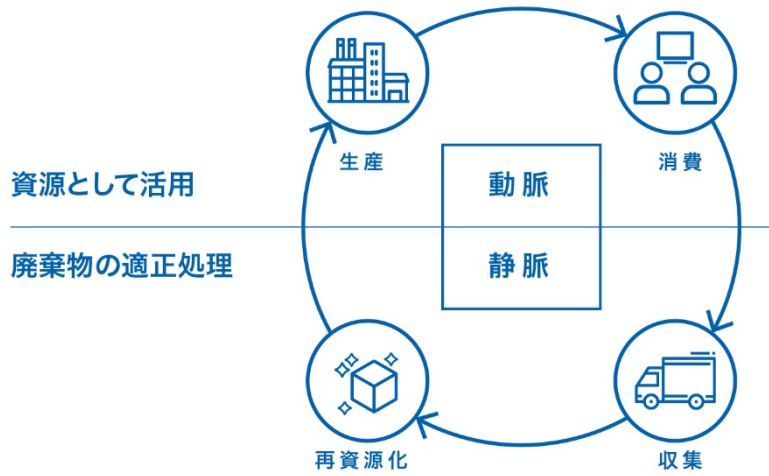 生産
消費
資源として活用
動脈
廃棄物の適正処理
静脈
再資源化
収集